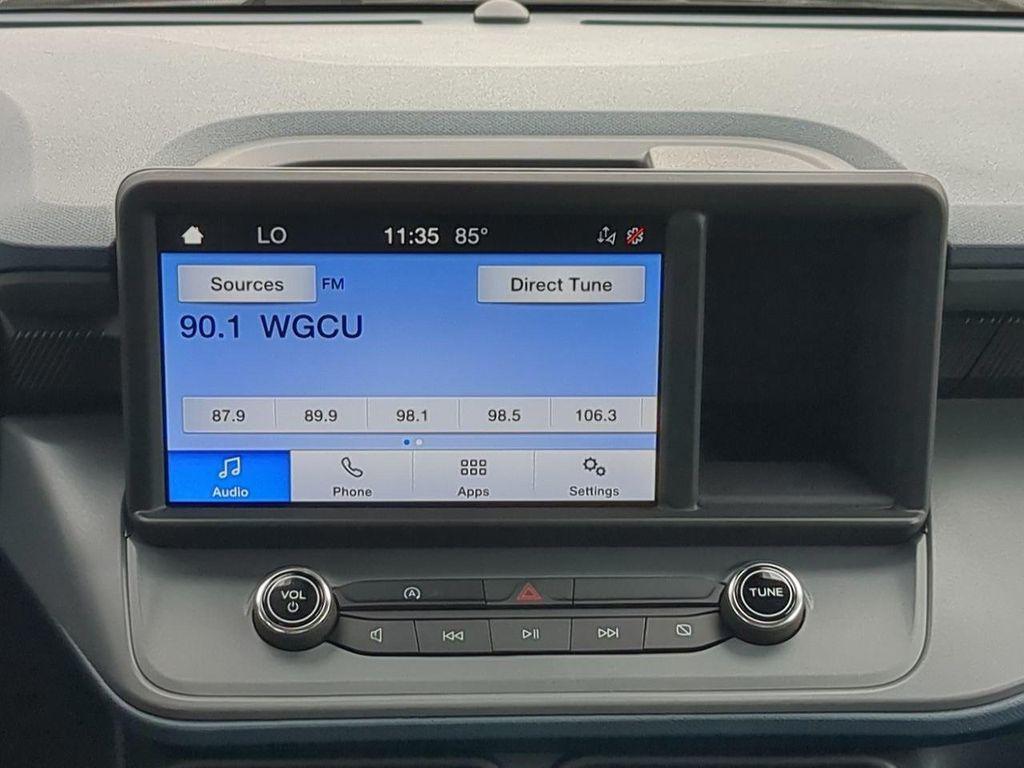 LO 11:35 85°
Sources FM Direct Tune
90.1 WGCU
87.9 89.9 98.1 98.5 106.3
Audio Phone Apps Settings
VOL TUNE
A